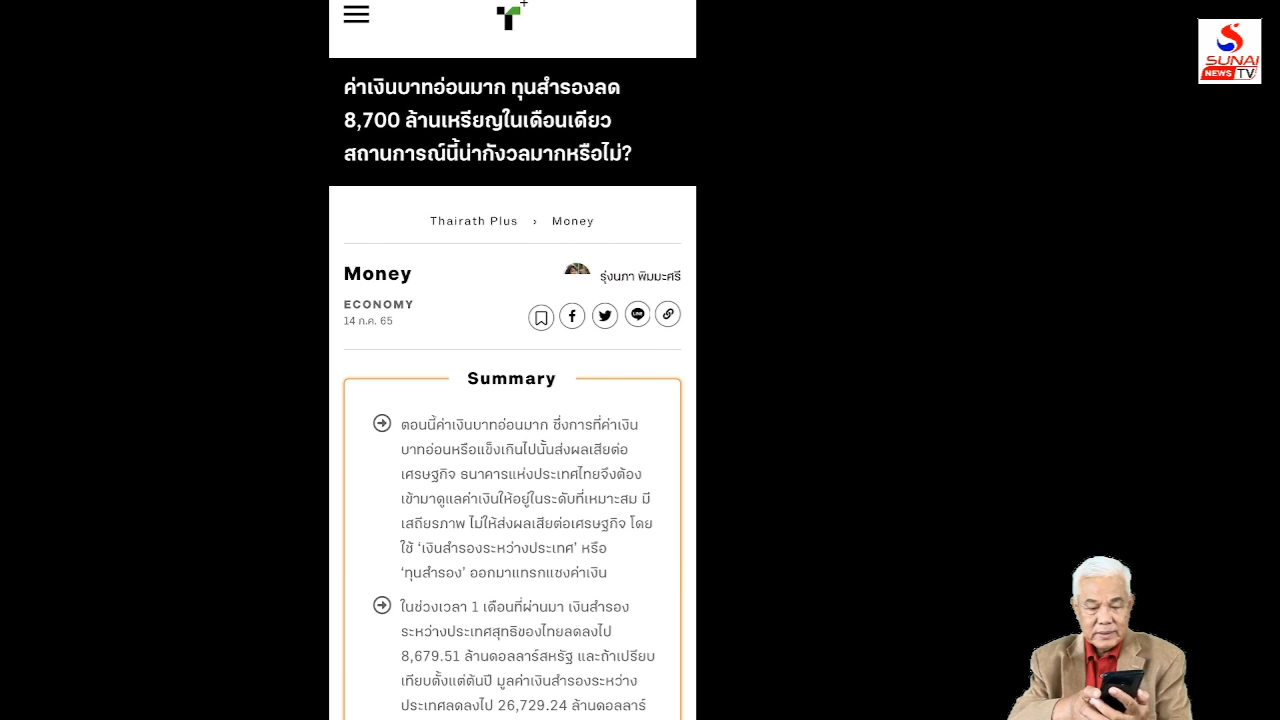 SUNAI
NEWS TV
ค่าเงินบาทอ่อนมาก ทุนสำรองลด
8,700 ล้านเหรียญในเดือนเดียว
สถานการณ์นี้น่ากังวลมากหรือไม่?
Thairath Plus › Money
Money
รุ่งนภา พิมมะศรี
ECONOMY
14 ก.ค. 65
LINE
Summary
ตอนนี้ค่าเงินบาทอ่อนมาก ซึ่งการที่ค่าเงิน
บาทอ่อนหรือแข็งเกินไปนั้นส่งผลเสียต่อ
เศรษฐกิจ ธนาคารแห่งประเทศไทยจึงต้อง
เข้ามาดูแลค่าเงินให้อยู่ในระดับที่เหมาะสม มี
เสถียรภาพ ไม่ให้ส่งผลเสียต่อเศรษฐกิจ โดย
ใช้ ‘เงินสำรองระหว่างประเทศ’ หรือ
‘ทุนสำรอง’ ออกมาแทรกแซงค่าเงิน
ในช่วงเวลา 1 เดือนที่ผ่านมา เงินสำรอง
ระหว่างประเทศสุทธิของไทยลดลงไป
8,679.51 ล้านดอลลาร์สหรัฐ และถ้าเปรียบ
เทียบตั้งแต่ต้นปี มูลค่าเงินสำรองระหว่าง
ประเทศลดลงไป 26,729.24 ล้านดอลลาร์